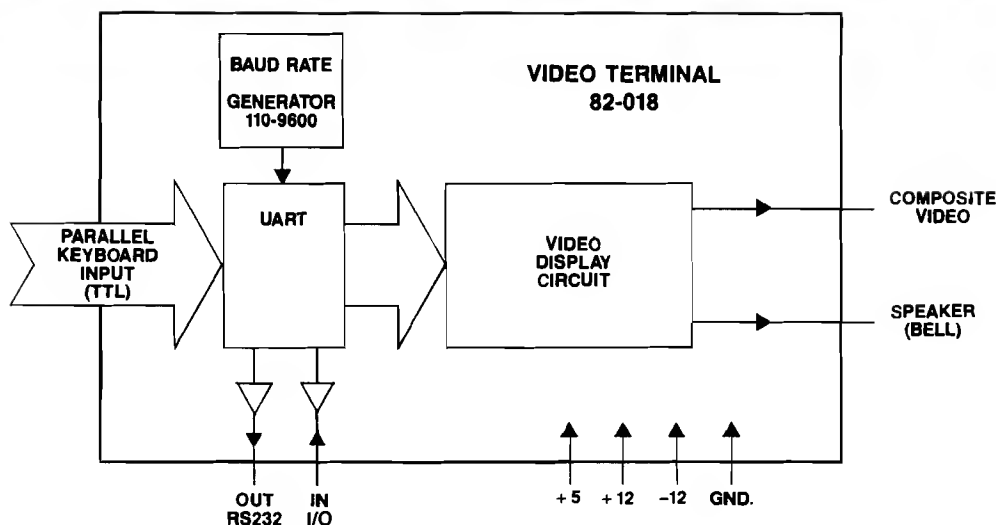 BAUD RATE
GENERATOR
110-9600
VIDEO TERMINAL
82-018
PARALLEL
KEYBOARD
INPUT
(TTL)
UART
VIDEO
DISPLAY
CIRCUIT
COMPOSITE
VIDEO
SPEAKER
(BELL)
OUT
RS232
IN
I/O
+5
+12
-12
GND.